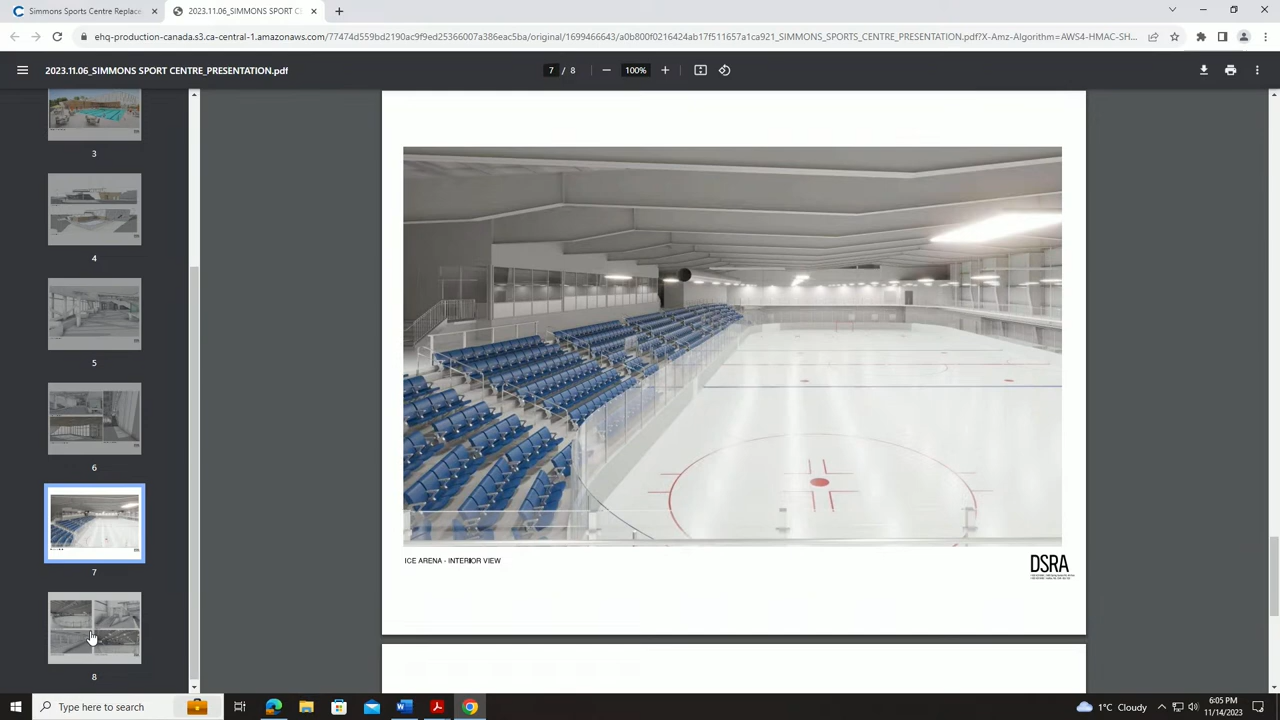 Simmons Sports Centre Replace
2023.11.06_SIMMONS SPORT C
ehq-production-canada.s3.ca-central-1.amazonaws.com/77474d559bd2190ac9f9ed25366007a386eac5ba/original/1699466643/a0b800f0216424ab17f511657a1ca921_SIMMONS_SPORTS_CENTRE_PRESENTATION.pdf?X-Amz-Algorithm=AWS4-HMAC-SH...
2023.11.06_SIMMONS SPORT CENTRE_PRESENTATION.pdf
7 / 8
100%
3
4
5
6
7
8
ICE ARENA - INTERIOR VIEW
DSRA
Type here to search
1°C Cloudy
6:05 PM
11/14/2023